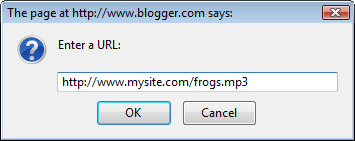 The page at http://www.blogger.com says:
Enter a URL:
http://www.mysite.com/frogs.mp3
OK
Cancel